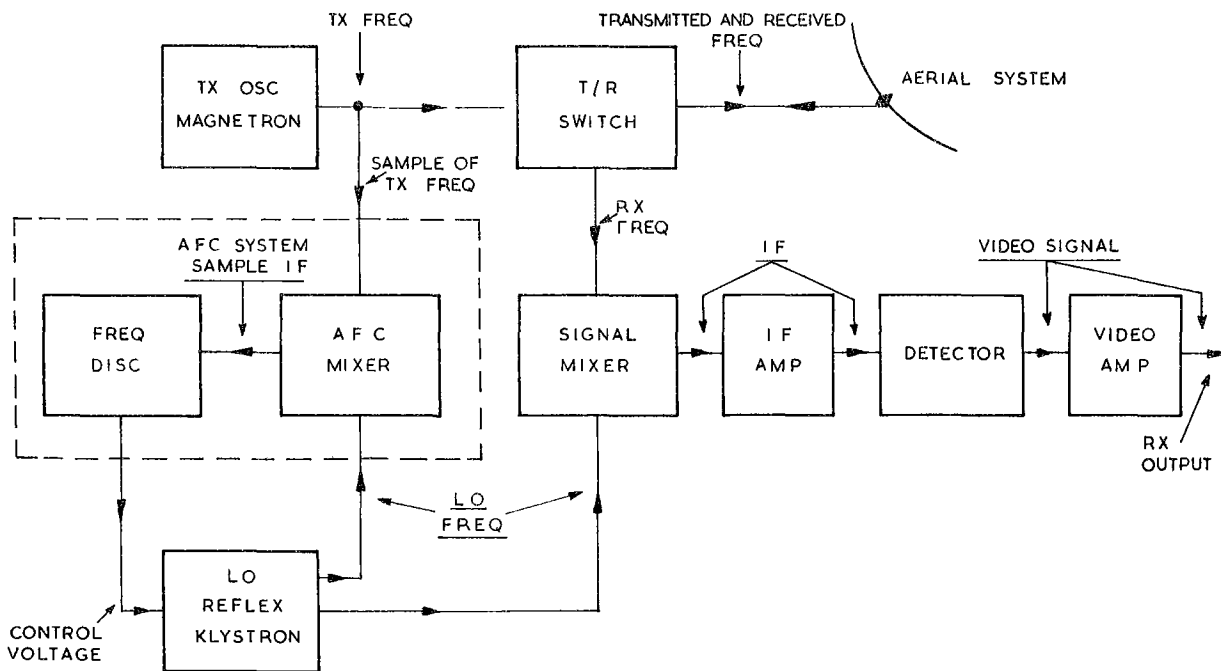 TX FREQ
TRANSMITTED AND RECEIVED
FREQ
TX OSC
MAGNETRON
T/R
SWITCH
AERIAL SYSTEM
SAMPLE OF
TX FREQ
RX
FREQ
AFC SYSTEM
SAMPLE IF
IF
VIDEO SIGNAL
FREQ
DISC
AFC
MIXER
SIGNAL
MIXER
IF
AMP
DETECTOR
VIDEO
AMP
RX
OUTPUT
LO
FREQ
LO
REFLEX
KLYSTRON
CONTROL
VOLTAGE